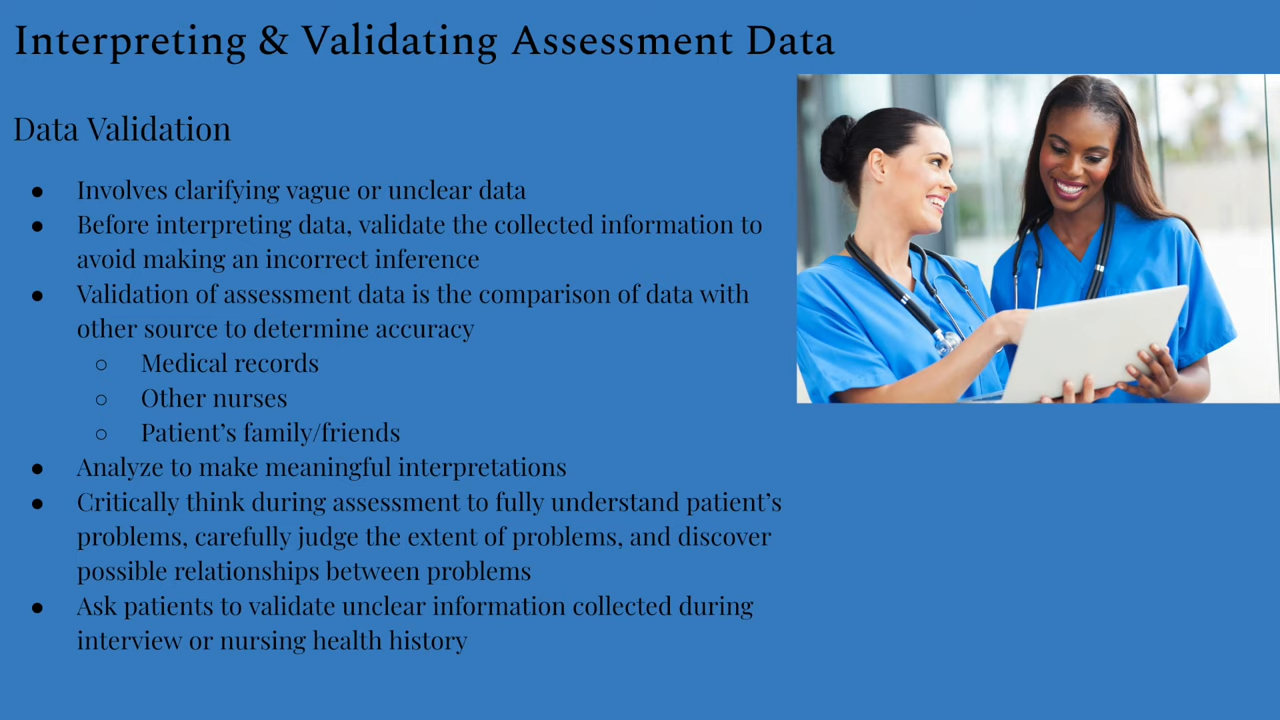 Interpreting & Validating Assessment Data
Data Validation
● Involves clarifying vague or unclear data
● Before interpreting data, validate the collected information to
avoid making an incorrect inference
● Validation of assessment data is the comparison of data with
other source to determine accuracy
○ Medical records
○ Other nurses
○ Patient’s family/friends
● Analyze to make meaningful interpretations
● Critically think during assessment to fully understand patient’s
problems, carefully judge the extent of problems, and discover
possible relationships between problems
● Ask patients to validate unclear information collected during
interview or nursing health history